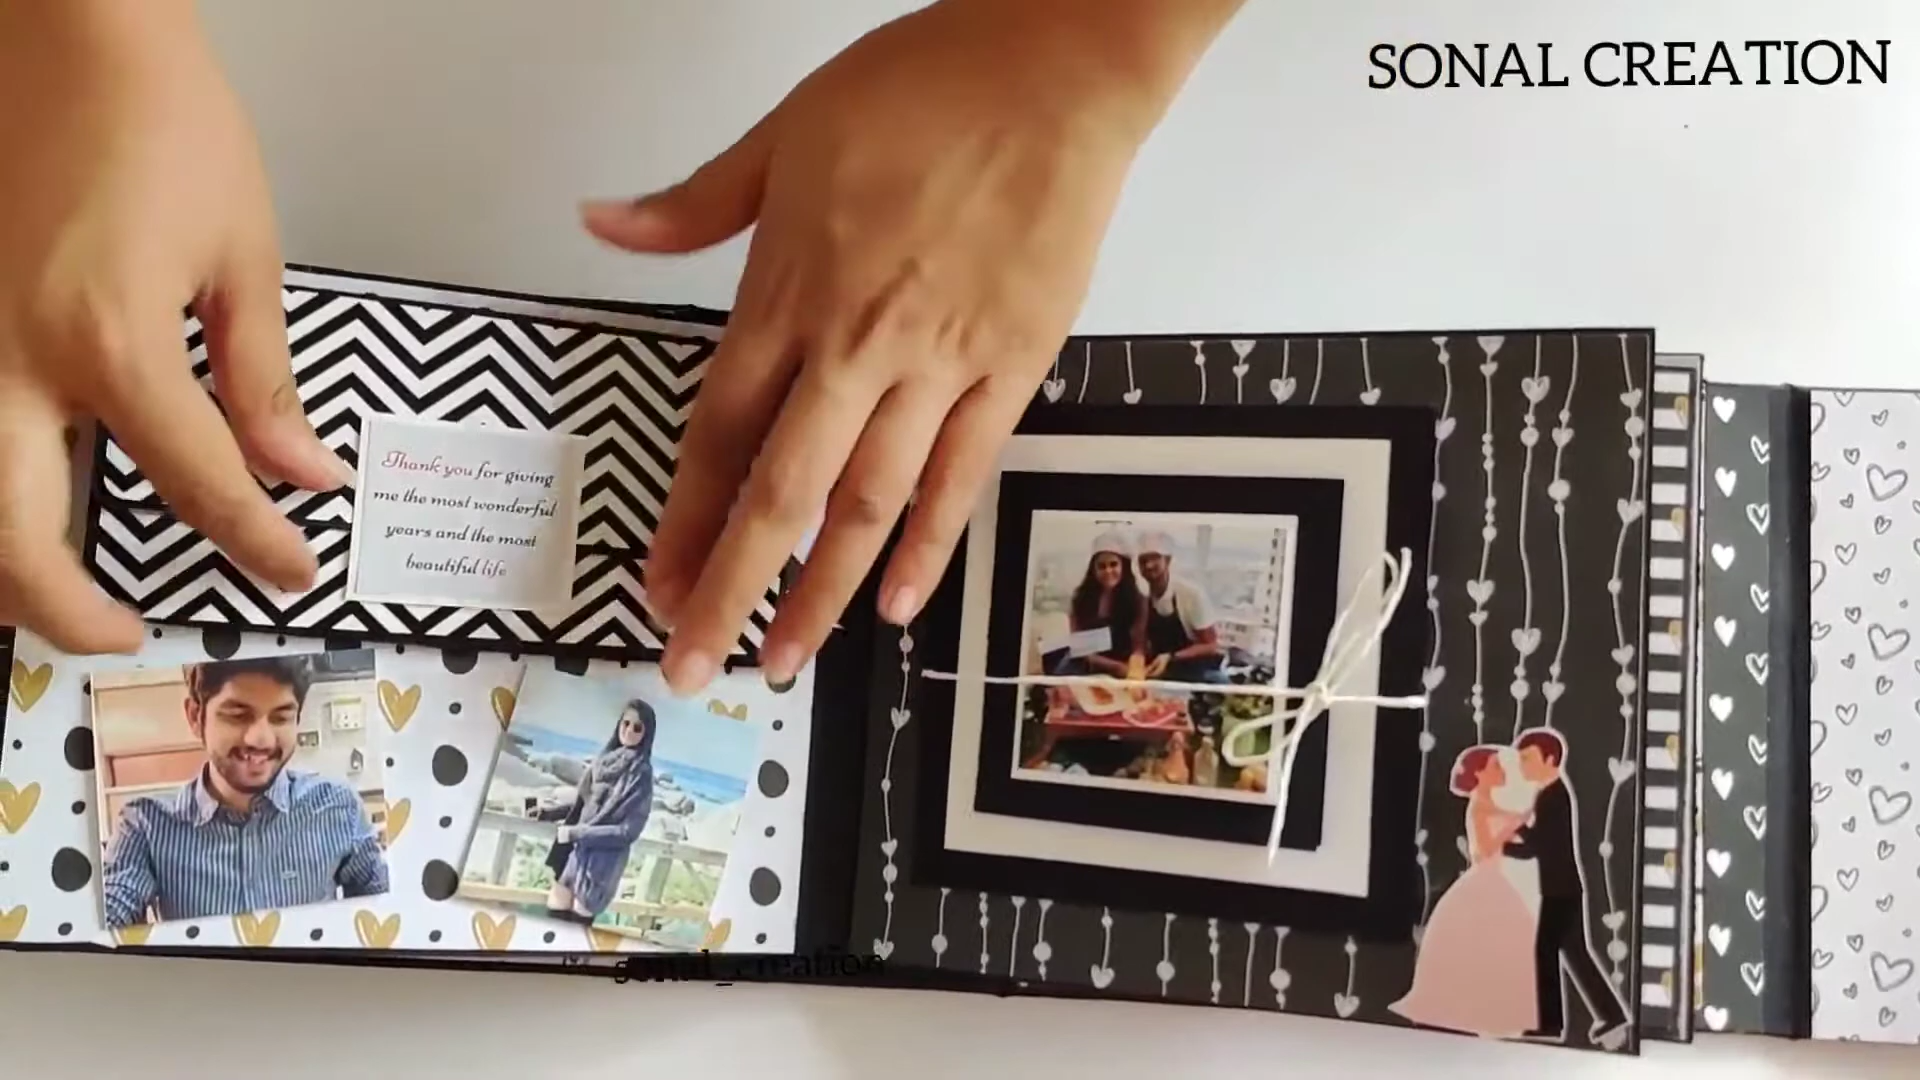 SONAL CREATION
Thank you for giving
me the most wonderful
years and the most
beautiful life
sonal_creation